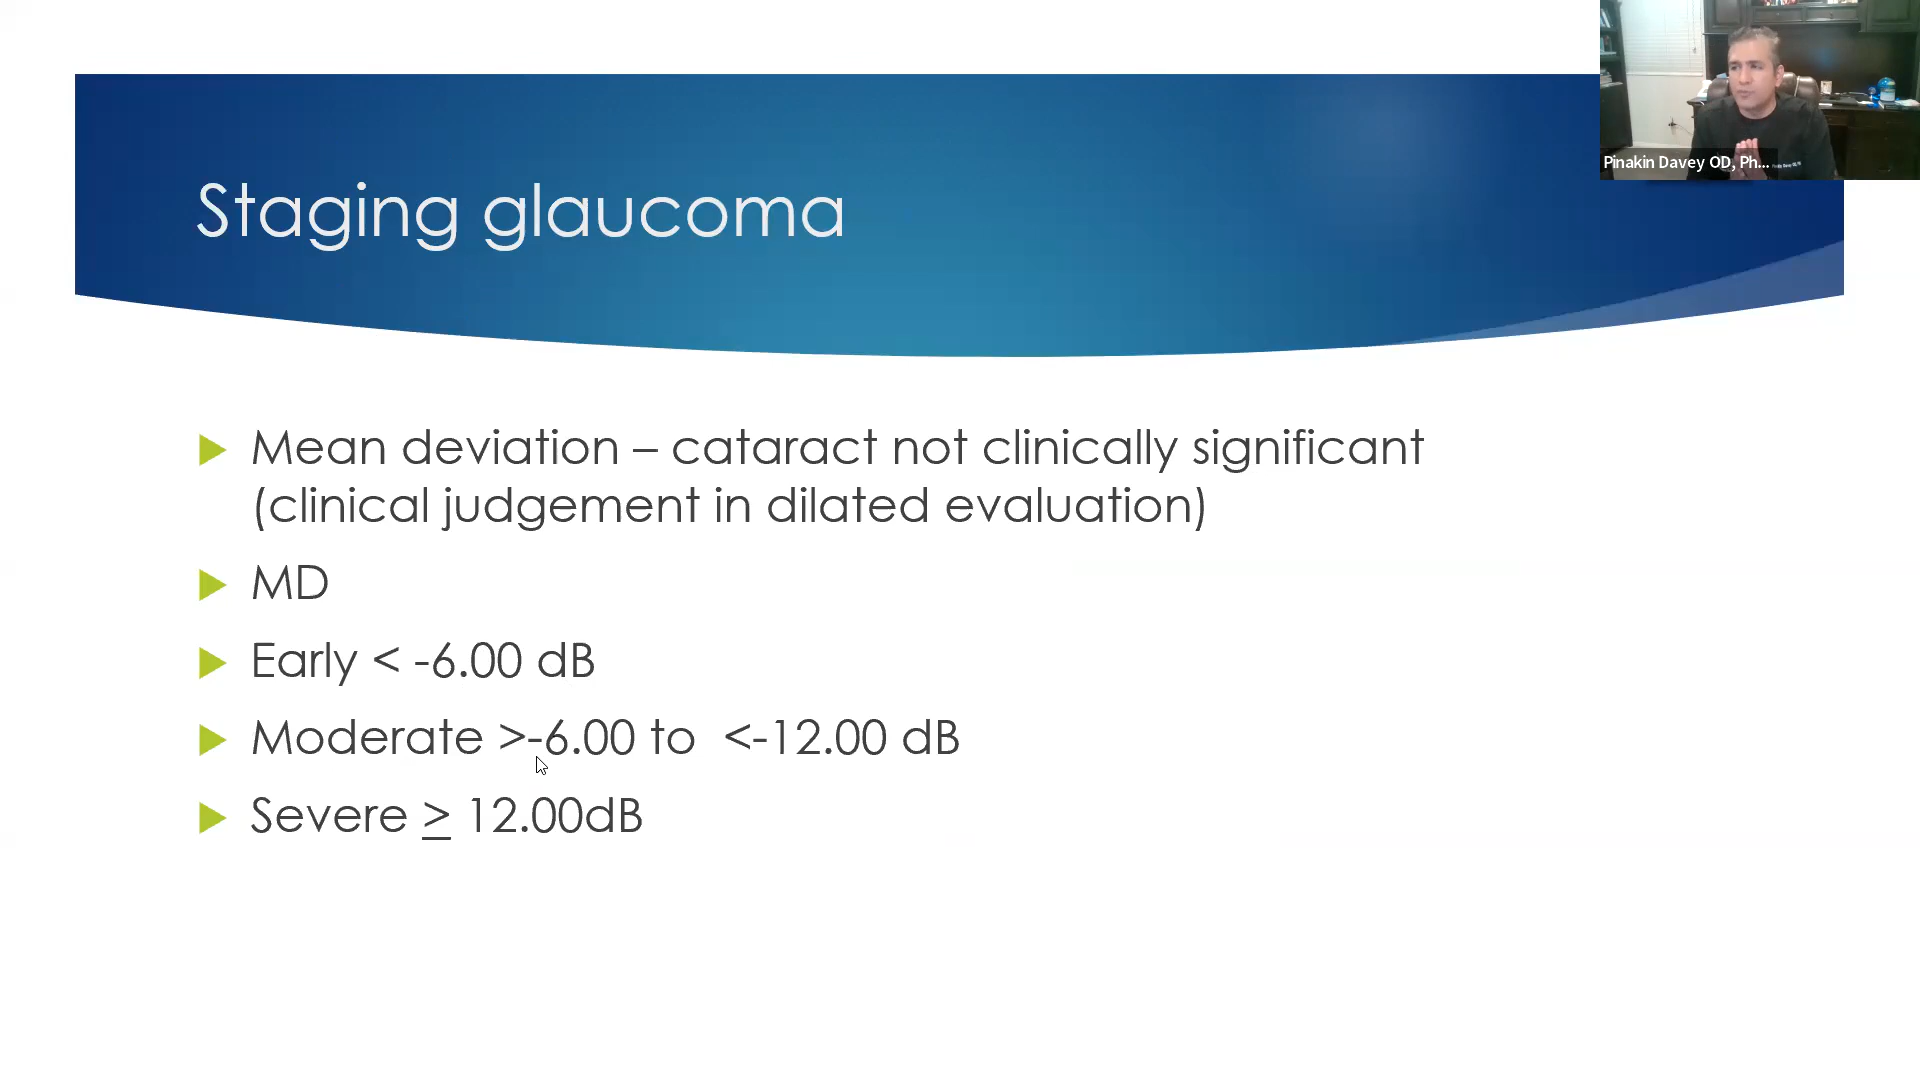 Pinakin Davey OD, Ph...
Staging glaucoma
Mean deviation – cataract not clinically significant
(clinical judgement in dilated evaluation)
MD
Early < -6.00 dB
Moderate >-6.00 to <-12.00 dB
Severe ≥ 12.00dB